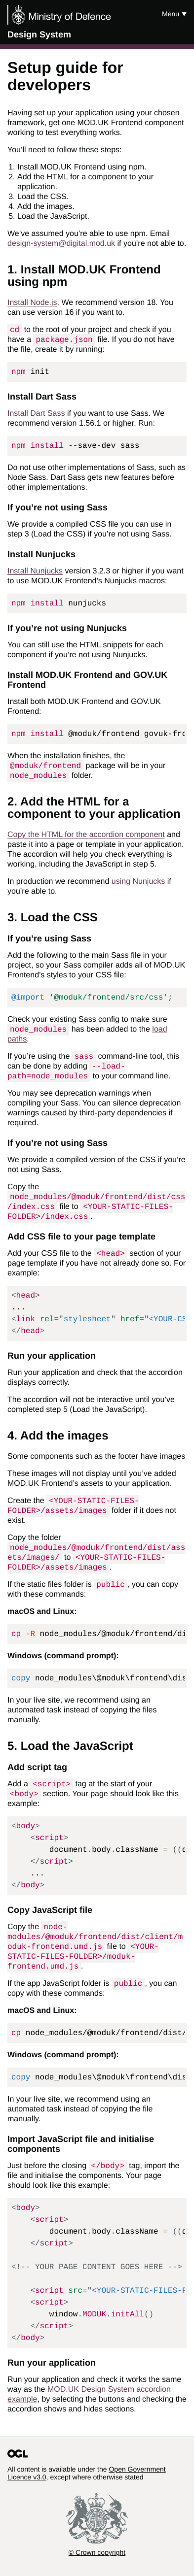 Ministry of Defence
Menu ▼
Design System
Setup guide for
developers
Having set up your application using your chosen
framework, get one MOD.UK Frontend component
working to test everything works.
You’ll need to follow these steps:
1. Install MOD.UK Frontend using npm.
2. Add the HTML for a component to your
application.
3. Load the CSS.
4. Add the images.
5. Load the JavaScript.
We’ve assumed you’re able to use npm. Email
design-system@digital.mod.uk if you’re not able to.
1. Install MOD.UK Frontend
using npm
Install Node.js. We recommend version 18. You
can use version 16 if you want to.
cd to the root of your project and check if you
have a package.json file. If you do not have
the file, create it by running:
npm init
Install Dart Sass
Install Dart Sass if you want to use Sass. We
recommend version 1.56.1 or higher. Run:
npm install --save-dev sass
Do not use other implementations of Sass, such as
Node Sass. Dart Sass gets new features before
other implementations.
If you’re not using Sass
We provide a compiled CSS file you can use in
step 3 (Load the CSS) if you’re not using Sass.
Install Nunjucks
Install Nunjucks version 3.2.3 or higher if you want
to use MOD.UK Frontend’s Nunjucks macros:
npm install nunjucks
If you’re not using Nunjucks
You can still use the HTML snippets for each
component if you’re not using Nunjucks.
Install MOD.UK Frontend and GOV.UK
Frontend
Install both MOD.UK Frontend and GOV.UK
Frontend:
npm install @moduk/frontend govuk-fro
When the installation finishes, the
@moduk/frontend package will be in your
node_modules folder.
2. Add the HTML for a
component to your application
Copy the HTML for the accordion component and
paste it into a page or template in your application.
The accordion will help you check everything is
working, including the JavaScript in step 5.
In production we recommend using Nunjucks if
you’re able to.
3. Load the CSS
If you’re using Sass
Add the following to the main Sass file in your
project, so your Sass compiler adds all of MOD.UK
Frontend’s styles to your CSS file:
@import '@moduk/frontend/src/css';
Check your existing Sass config to make sure
node_modules has been added to the load
paths.
If you’re using the sass command-line tool, this
can be done by adding --load-
path=node_modules to your command line.
You may see deprecation warnings when
compiling your Sass. You can silence deprecation
warnings caused by third-party dependencies if
required.
If you’re not using Sass
We provide a compiled version of the CSS if you’re
not using Sass.
Copy the
node_modules/@moduk/frontend/dist/css
/index.css file to <YOUR-STATIC-FILES-
FOLDER>/index.css.
Add CSS file to your page template
Add your CSS file to the <head> section of your
page template if you have not already done so. For
example:
<head>
...
<link rel="stylesheet" href="<YOUR-CS
</head>
Run your application
Run your application and check that the accordion
displays correctly.
The accordion will not be interactive until you’ve
completed step 5 (Load the JavaScript).
4. Add the images
Some components such as the footer have images
These images will not display until you’ve added
MOD.UK Frontend’s assets to your application.
Create the <YOUR-STATIC-FILES-
FOLDER>/assets/images folder if it does not
exist.
Copy the folder
node_modules/@moduk/frontend/dist/ass
ets/images/ to <YOUR-STATIC-FILES-
FOLDER>/assets/images.
If the static files folder is public, you can copy
with these commands:
macOS and Linux:
cp -R node_modules/@moduk/frontend/di
Windows (command prompt):
copy node_modules\@moduk\frontend\dis
In your live site, we recommend using an
automated task instead of copying the files
manually.
5. Load the JavaScript
Add script tag
Add a <script> tag at the start of your
<body> section. Your page should look like this
example:
<body>
<script>
document.body.className = ((d
</script>
...
</body>
Copy JavaScript file
Copy the node-
modules/@moduk/frontend/dist/client/m
oduk-frontend.umd.js file to <YOUR-
STATIC-FILES-FOLDER>/moduk-
frontend.umd.js.
If the app JavaScript folder is public, you can
copy with these commands:
macOS and Linux:
cp node_modules/@moduk/frontend/dist/
Windows (command prompt):
copy node_modules\@moduk\frontend\dis
In your live site, we recommend using an
automated task instead of copying the file
manually.
Import JavaScript file and initialise
components
Just before the closing </body> tag, import the
file and initialise the components. Your page
should look like this example:
<body>
<script>
document.body.className = ((d
</script>
<!-- YOUR PAGE CONTENT GOES HERE -->
<script src="<YOUR-STATIC-FILES-F
<script>
window.MODUK.initAll()
</script>
</body>
Run your application
Run your application and check it works the same
way as the MOD.UK Design System accordion
example, by selecting the buttons and checking the
accordion shows and hides sections.
OGL
All content is available under the Open Government
Licence v3.0, except where otherwise stated
© Crown copyright